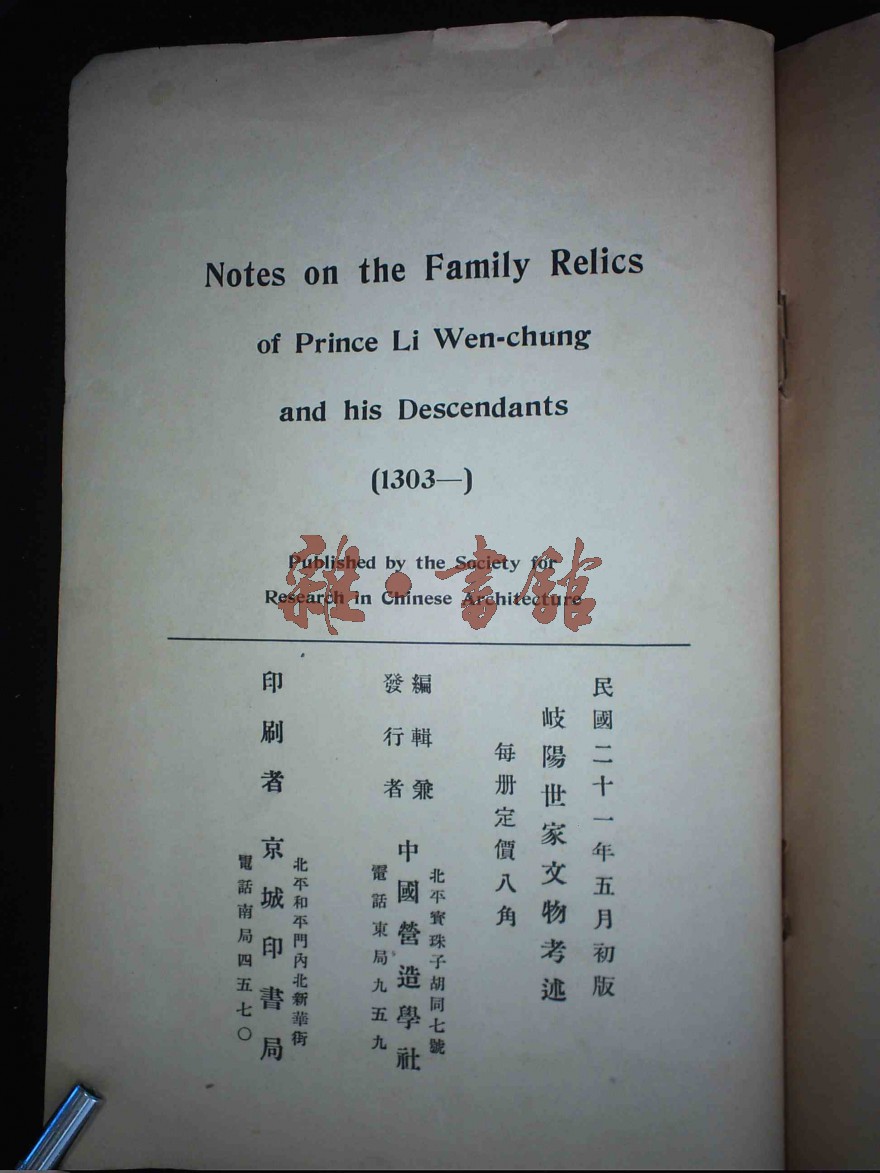 Notes on the Family Relics
of Prince Li Wen-chung
and his Descendants
(1303—)
Published by the Society for
Research in Chinese Architecture
雜·書館
民國二十一年五月初版
岐陽世家文物考述
每册定價八角
編輯兼
發行者
北平寶珠子胡同七號
中國營造學社
電話東局九五九
印刷者
北平和平門內北新華街
京城印書局
電話南局四五七〇